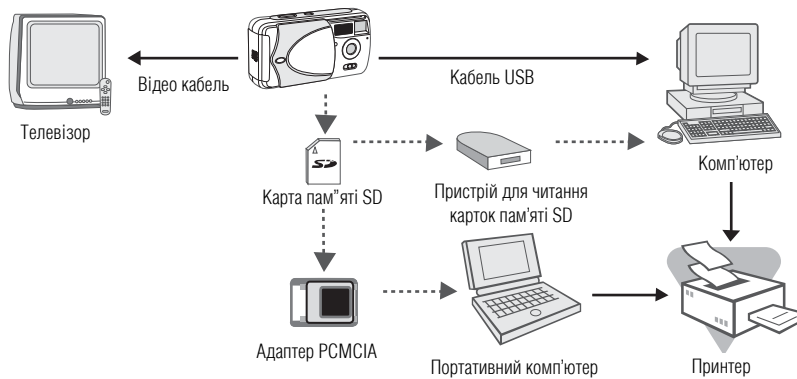 Відео кабель
Кабель USB
Телевізор
SD
Карта пам"яті SD
Пристрій для читання
карток пам'яті SD
Комп'ютер
Адаптер PCMCIA
Портативний комп'ютер
Принтер